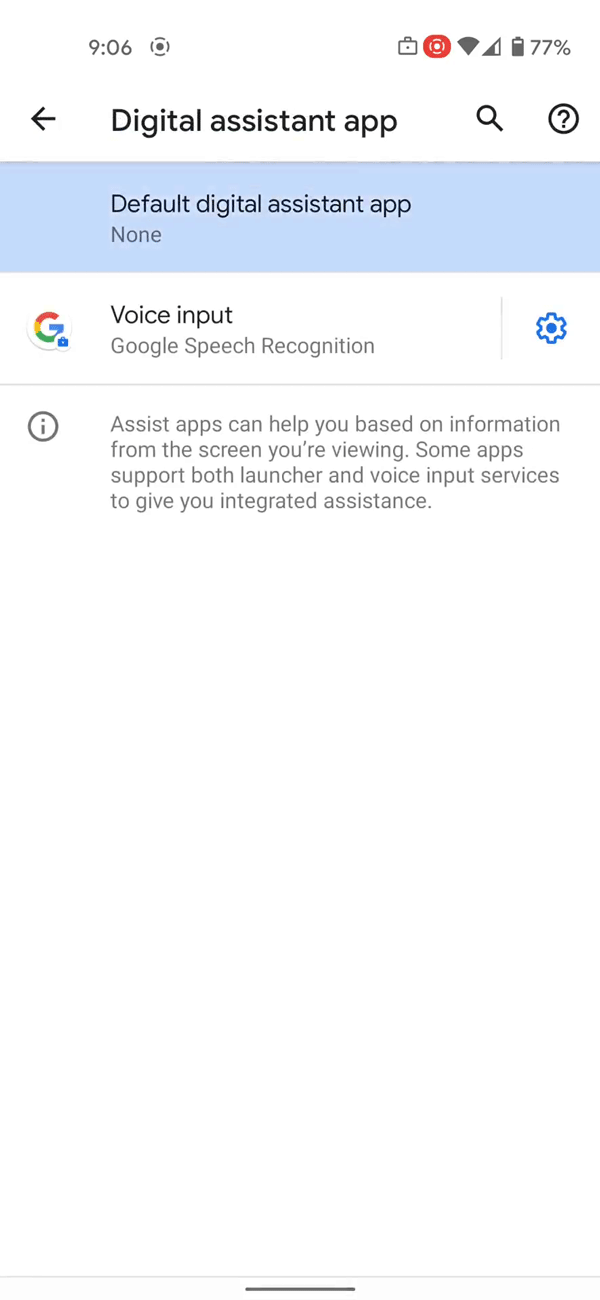 9:06 77%
Digital assistant app
Default digital assistant app
None
Voice input
Google Speech Recognition
Assist apps can help you based on information
from the screen you’re viewing. Some apps
support both launcher and voice input services
to give you integrated assistance.